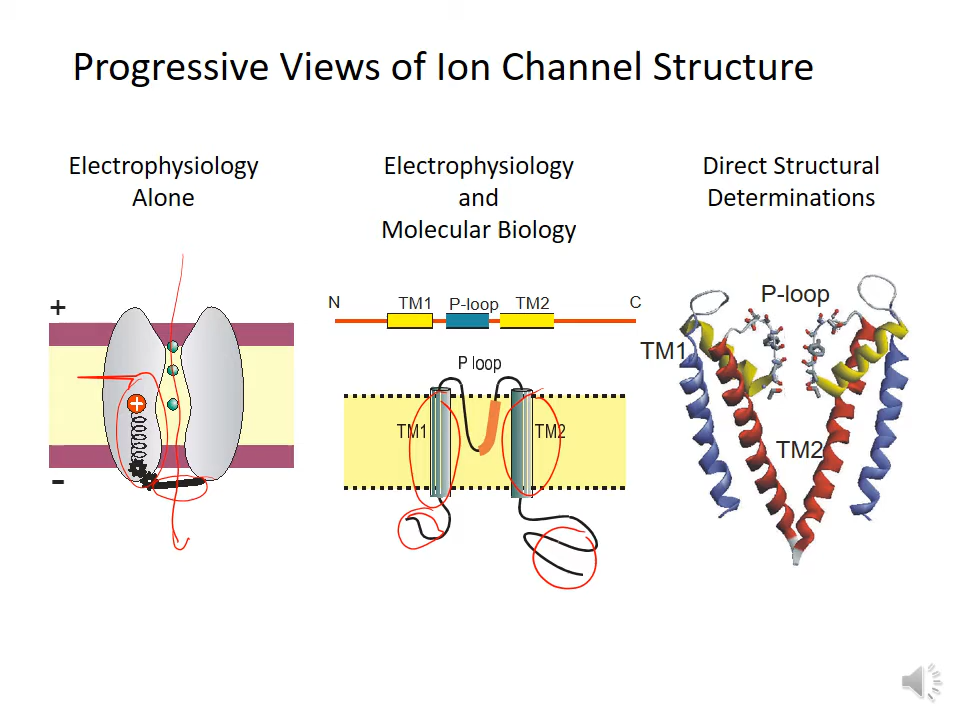 Progressive Views of Ion Channel Structure
Electrophysiology
Alone
Electrophysiology
and
Molecular Biology
Direct Structural
Determinations
+
+
-
N
TM1
P-loop
TM2
C
P loop
TM1
TM2
P-loop
TM1
TM2